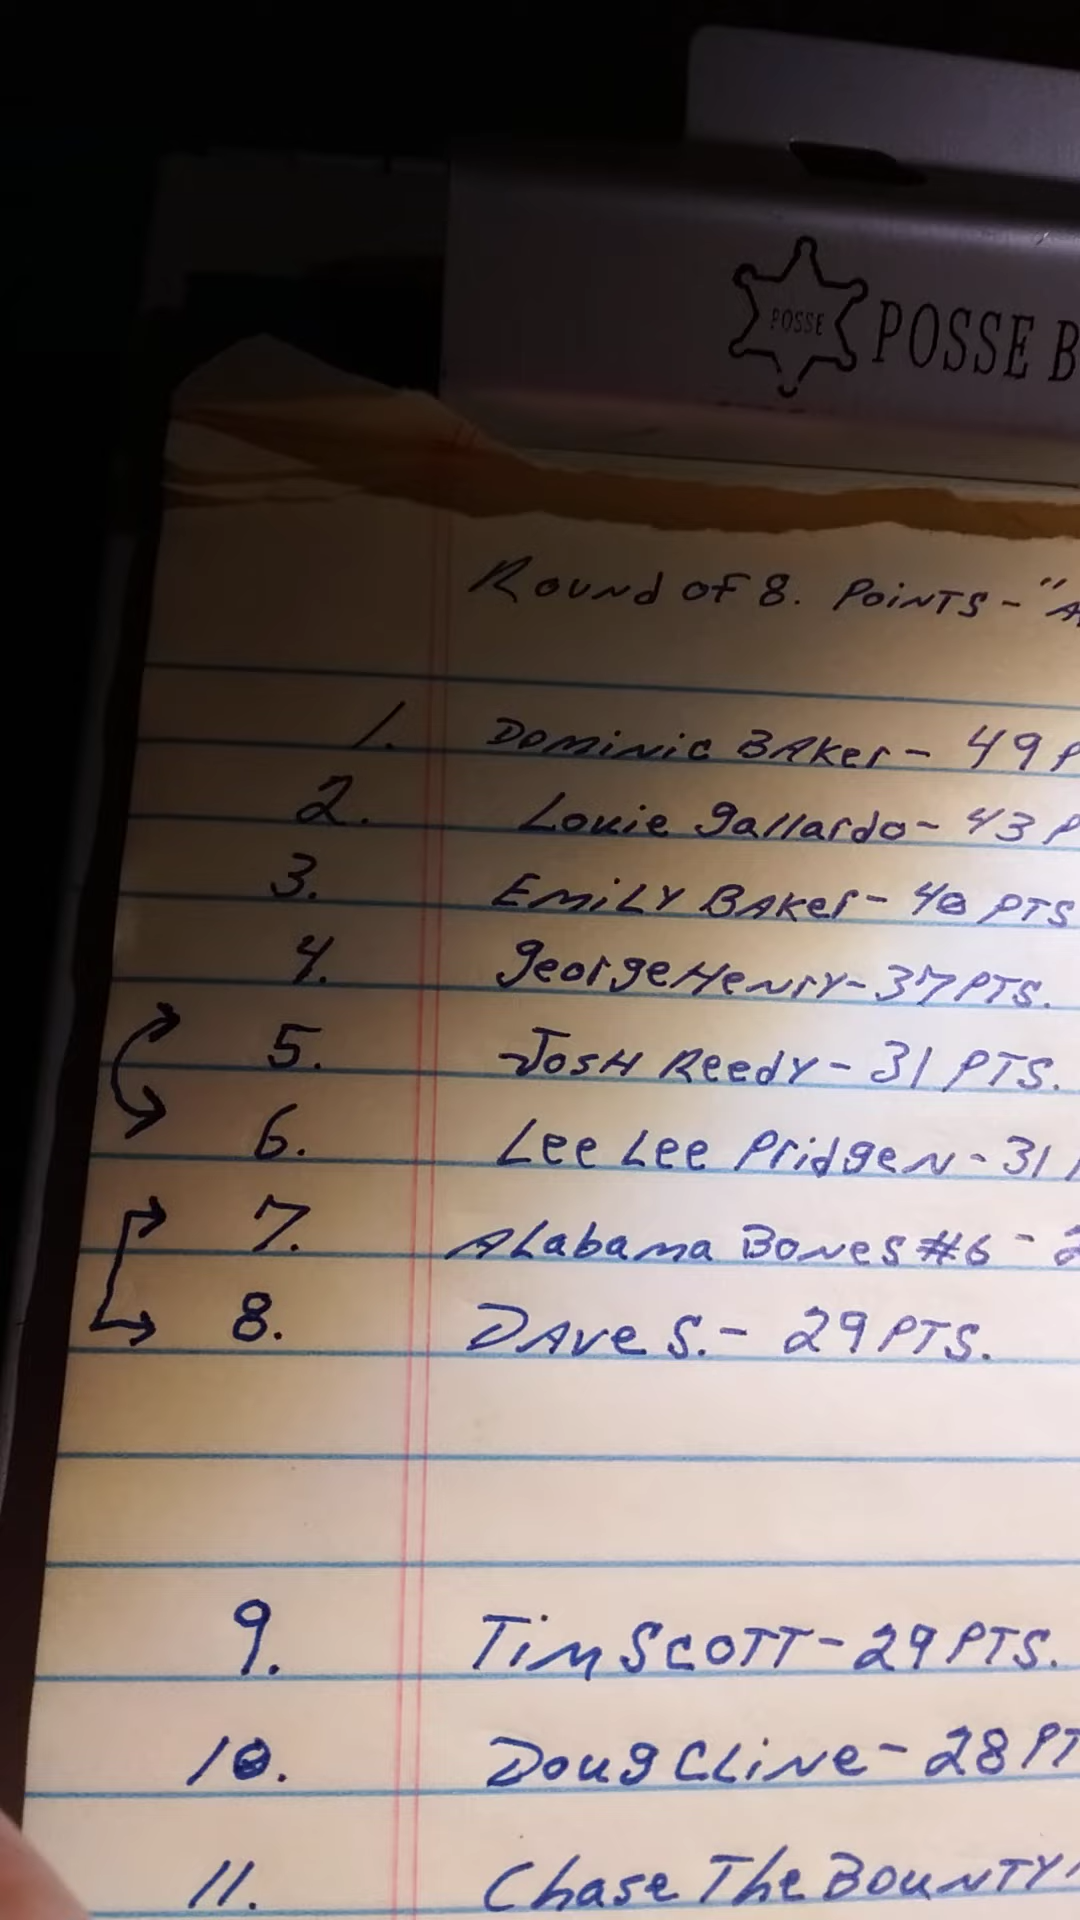 POSSE
POSSE B
Round of 8. Points - "A
1. Dominic Baker - 49 P
2. Louie Gallardo - 43 P
3. Emily Baker - 40 PTS
4. George Henry - 37 PTS.
5. Josh Reedy - 31 PTS.
6. Lee Lee Pridgen - 31 P
7. Alabama Bones #6 - 2
8. Dave S. - 29 PTS.
9. Tim Scott - 29 PTS.
10. Doug Cline - 28 PT
11. Chase The Bounty